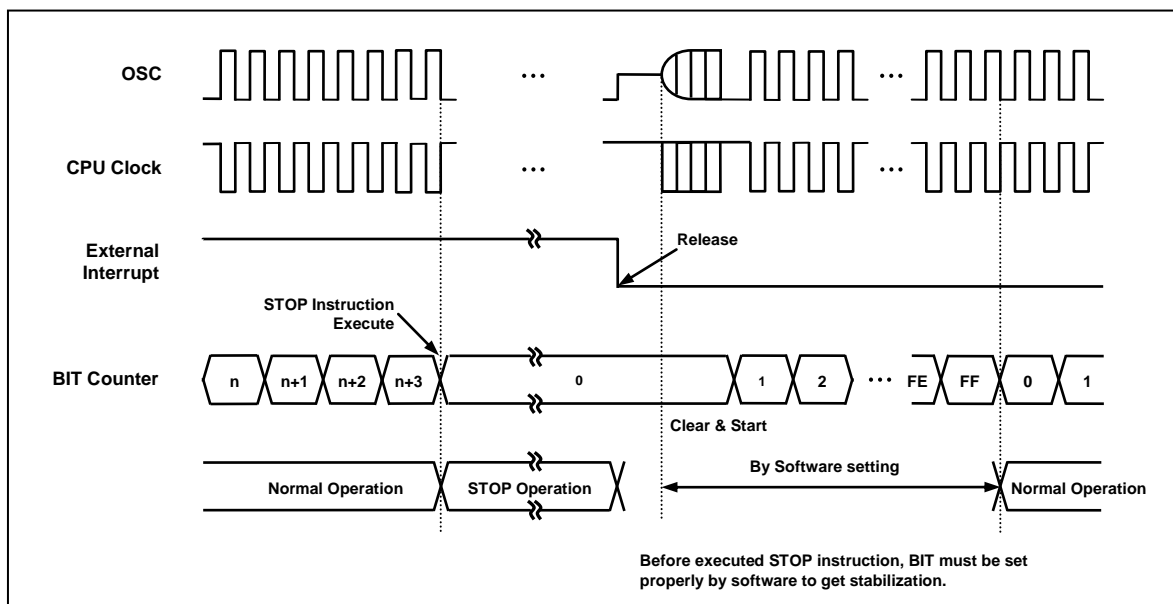 OSC
...
...
CPU Clock
...
...
External
Interrupt
Release
STOP Instruction
Execute
BIT Counter
n n+1 n+2 n+3 0 1 2 ... FE FF 0 1
Clear & Start
By Software setting
Normal Operation STOP Operation Normal Operation
Before executed STOP instruction, BIT must be set
properly by software to get stabilization.